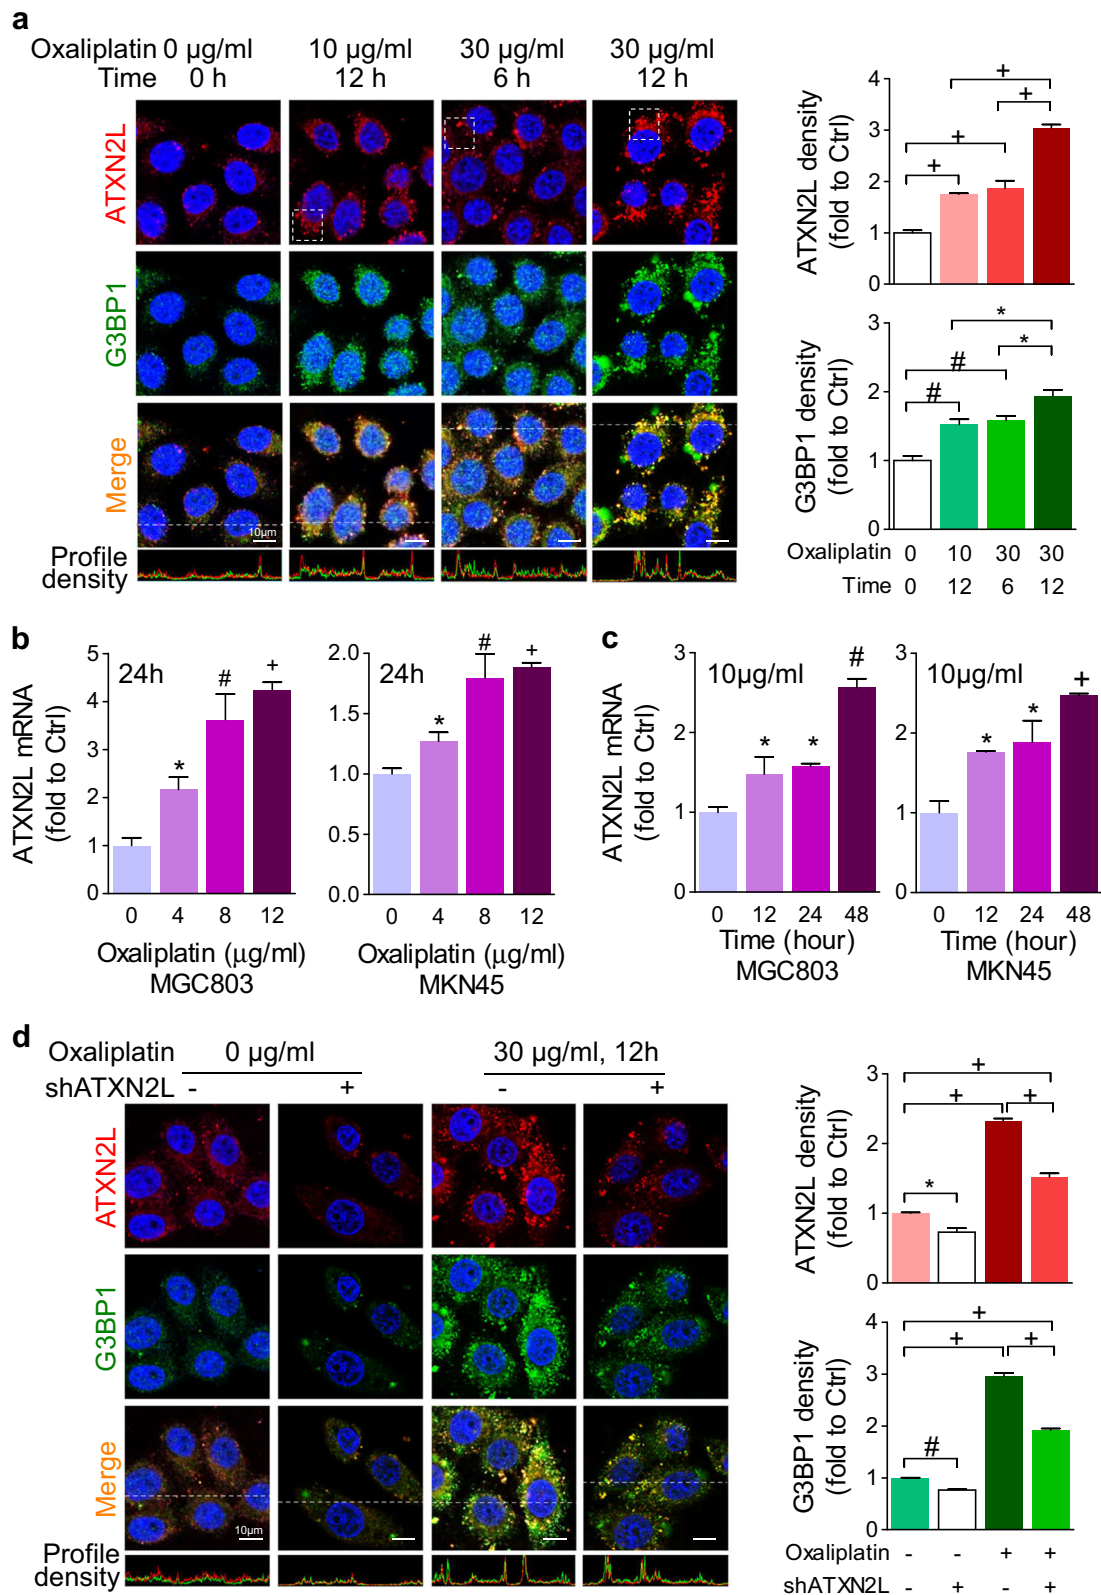 a
Oxaliplatin 0 µg/ml 10 µg/ml 30 µg/ml 30 µg/ml
Time 0 h 12 h 6 h 12 h
ATXN2L
G3BP1
Merge
10µm
Profile
density
ATXN2L density
(fold to Ctrl)
4
3
2
1
0
+
+
+
+
G3BP1 density
(fold to Ctrl)
3
2
1
0
*
*
#
#
Oxaliplatin 0 10 30 30
Time 0 12 6 12
b
ATXN2L mRNA
(fold to Ctrl)
5
4
3
2
1
0
24h
* # +
0 4 8 12
Oxaliplatin (µg/ml)
MGC803
2.0
1.5
1.0
0.5
0.0
24h
* # +
0 4 8 12
Oxaliplatin (µg/ml)
MKN45
c
ATXN2L mRNA
(fold to Ctrl)
3
2
1
0
10µg/ml
* * #
0 12 24 48
Time (hour)
MGC803
3
2
1
0
10µg/ml
* * +
0 12 24 48
Time (hour)
MKN45
d
Oxaliplatin 0 µg/ml 30 µg/ml, 12h
shATXN2L - + - +
ATXN2L
G3BP1
Merge
10µm
Profile
density
ATXN2L density
(fold to Ctrl)
3
2
1
0
+
+ +
*
G3BP1 density
(fold to Ctrl)
4
3
2
1
0
+
+ +
#
Oxaliplatin - - + +
shATXN2L - + - +